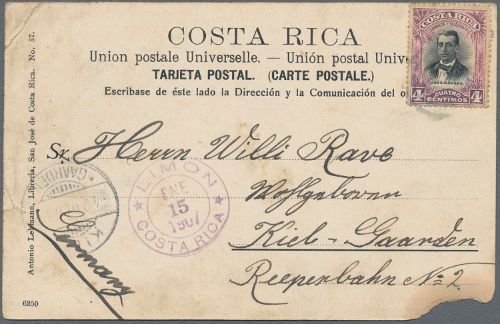 COSTA RICA
Union postale Universelle. — Unión postal Unive
TARJETA POSTAL. (CARTE POSTALE.)
Escríbase de éste lado la Dirección y la Comunicación del o
COSTA RICA
CUATRO
4 CENTIMOS 4
Sr. Herrn Willi Rave
Wohlgeboren
Kiel-Gaarden
Reeperbahn No 2.
Germany
LIMON
ENE
15
1907
COSTA RICA
KIEL
GAARDEN
Antonio Lehmann, Librería, San José de Costa Rica. No. 37.
6250